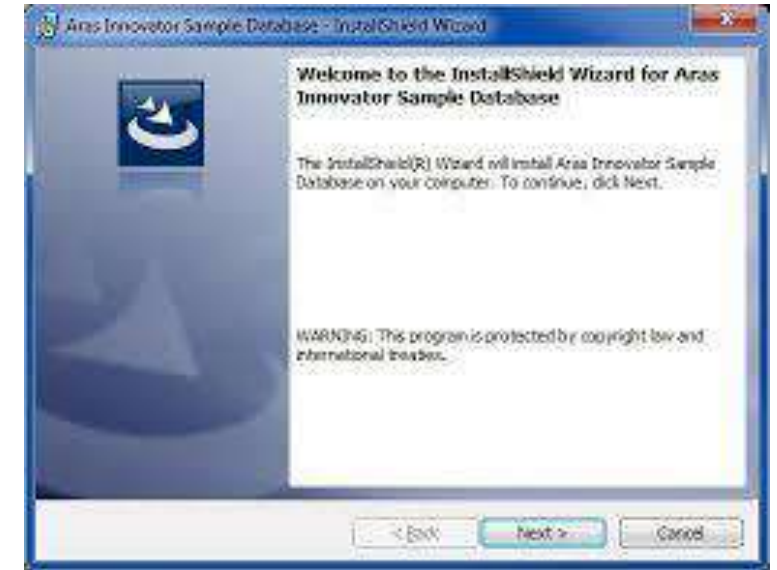 Aras Innovator Sample Database - InstallShield Wizard
Welcome to the InstallShield Wizard for Aras
Innovator Sample Database
The InstallShield(R) Wizard will install Aras Innovator Sample
Database on your computer. To continue, click Next.
WARNING: This program is protected by copyright law and
international treaties.
< Back
Next >
Cancel